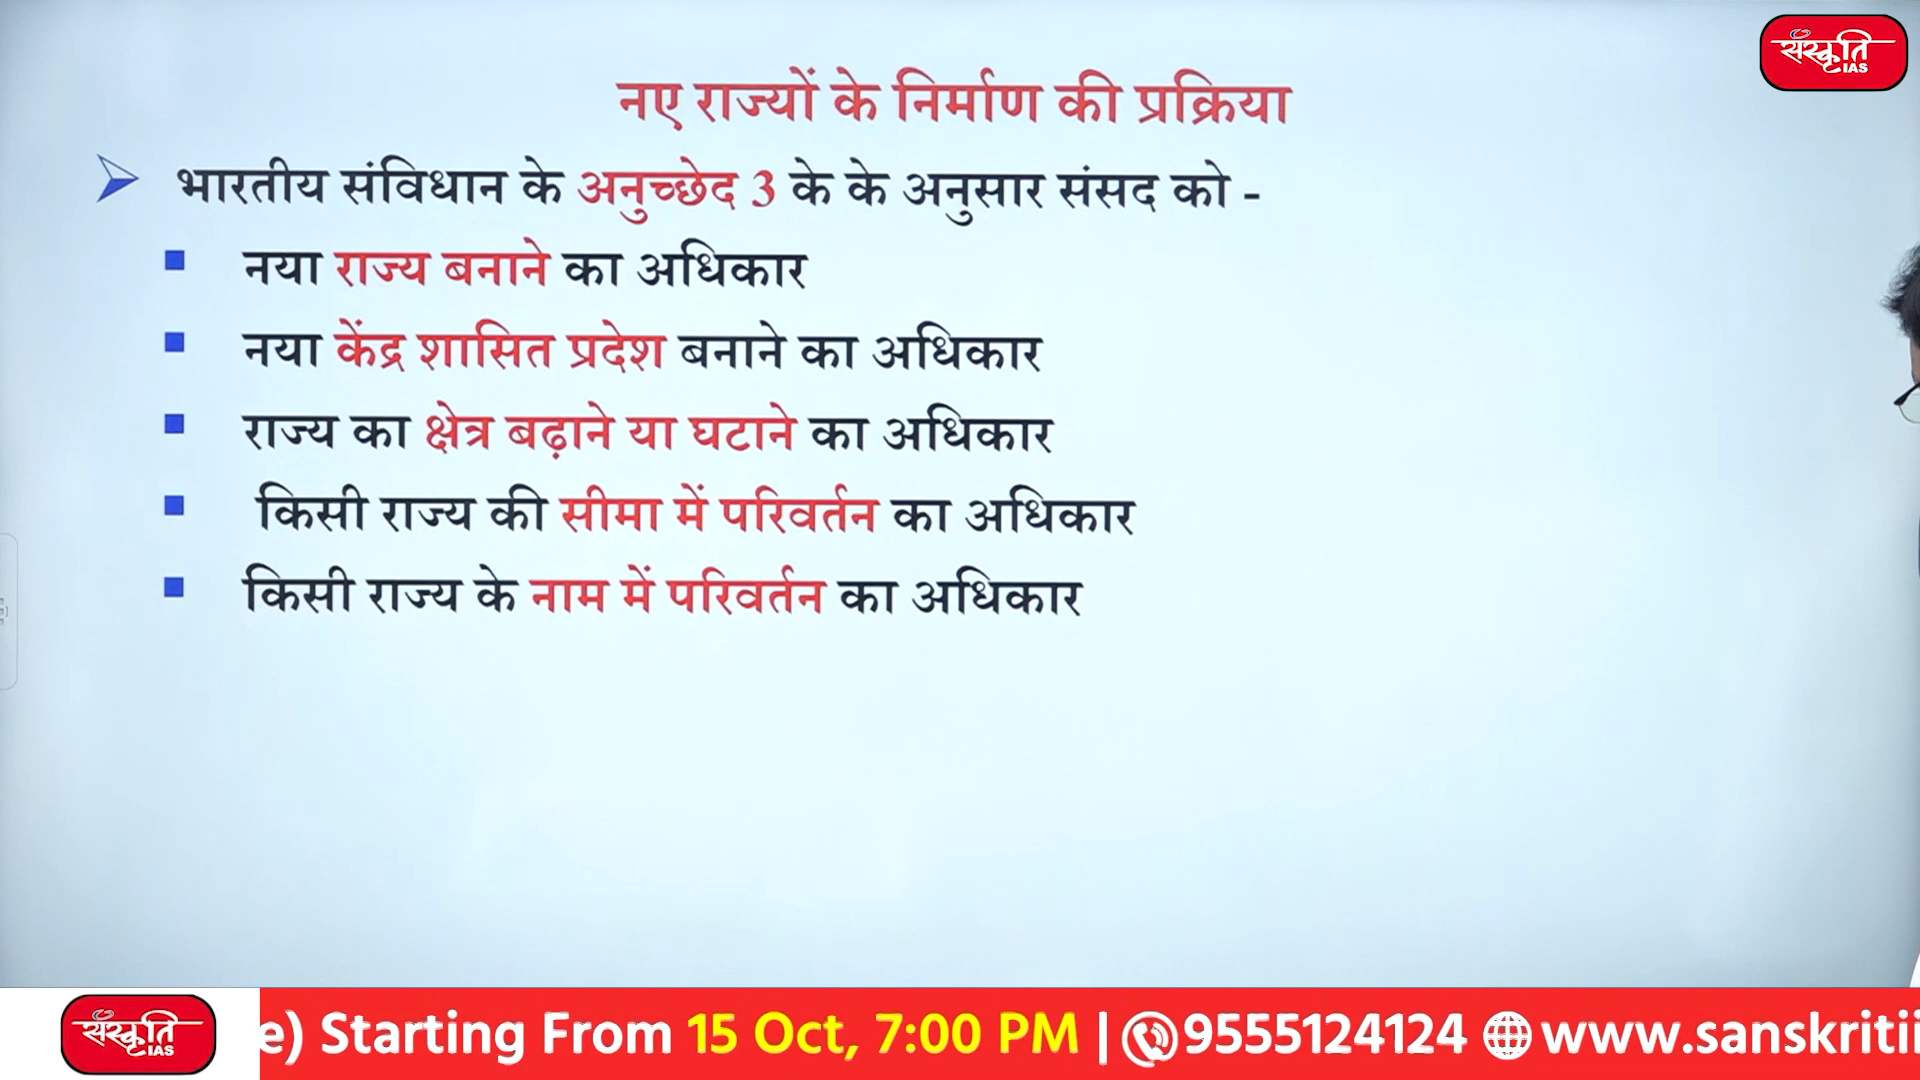 संस्कृति
IAS
नए राज्यों के निर्माण की प्रक्रिया
भारतीय संविधान के अनुच्छेद 3 के के अनुसार संसद को -
नया राज्य बनाने का अधिकार
नया केंद्र शासित प्रदेश बनाने का अधिकार
राज्य का क्षेत्र बढ़ाने या घटाने का अधिकार
किसी राज्य की सीमा में परिवर्तन का अधिकार
किसी राज्य के नाम में परिवर्तन का अधिकार
संस्कृति
IAS
e) Starting From 15 Oct, 7:00 PM | 9555124124 www.sanskritii